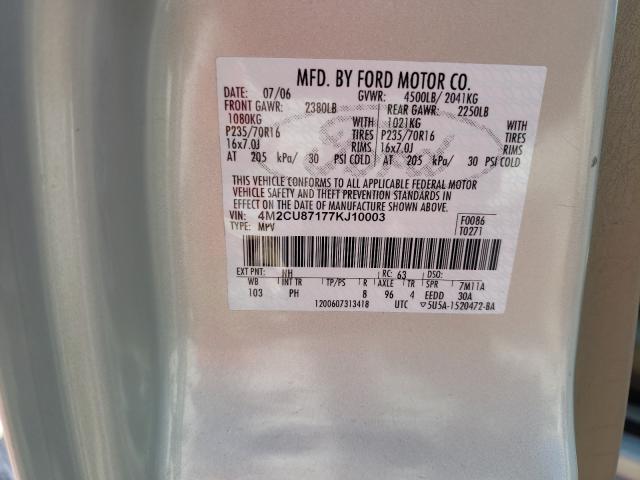 MFD. BY FORD MOTOR CO.
DATE: 07/06 GVWR: 4500LB/ 2041KG
FRONT GAWR: 2380LB REAR GAWR: 2250LB
1080KG WITH 1021KG WITH
P235/70R16 TIRES P235/70R16 TIRES
16x7.0J RIMS 16x7.0J RIMS
AT 205 kPa/ 30 PSI COLD AT 205 kPa/ 30 PSI COLD
THIS VEHICLE CONFORMS TO ALL APPLICABLE FEDERAL MOTOR
VEHICLE SAFETY AND THEFT PREVENTION STANDARDS IN
EFFECT ON THE DATE OF MANUFACTURE SHOWN ABOVE.
VIN: 4M2CU87177KJ10003 F0086
TYPE: MPV T0271
EXT PNT: NH RC: 63 DSO:
WB INT TR TP/PS R AXLE TR SPR 7M11A
103 PH 8 96 4 EEDD 30A
1200607313418 UTC ▽5U5A-1520472-BA